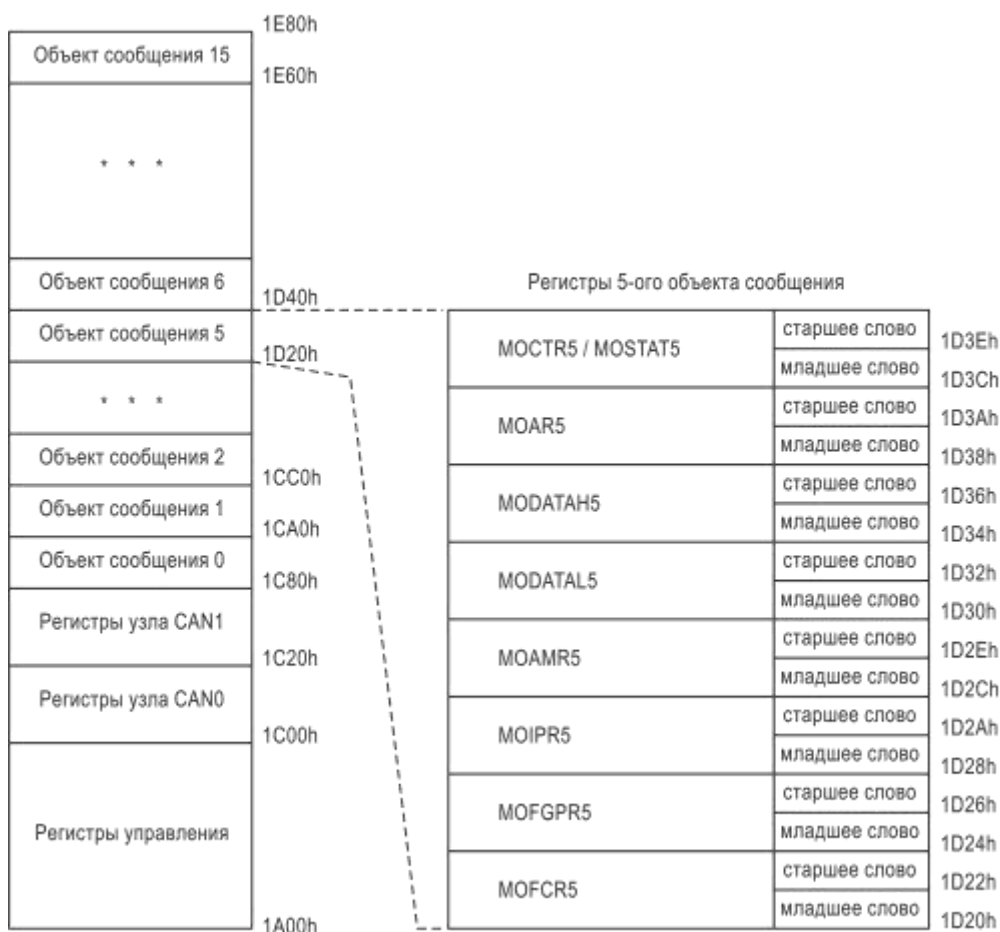 1E80h
Объект сообщения 15
1E60h
* * *
Объект сообщения 6
1D40h
Объект сообщения 5
1D20h
* * *
Объект сообщения 2
1CC0h
Объект сообщения 1
1CA0h
Объект сообщения 0
1C80h
Регистры узла CAN1
1C20h
Регистры узла CAN0
1C00h
Регистры управления
1A00h
Регистры 5-ого объекта сообщения
MOCTR5 / MOSTAT5
старшее слово
1D3Eh
младшее слово
1D3Ch
MOAR5
старшее слово
1D3Ah
младшее слово
1D38h
MODATAH5
старшее слово
1D36h
младшее слово
1D34h
MODATAL5
старшее слово
1D32h
младшее слово
1D30h
MOAMR5
старшее слово
1D2Eh
младшее слово
1D2Ch
MOIPR5
старшее слово
1D2Ah
младшее слово
1D28h
MOFGPR5
старшее слово
1D26h
младшее слово
1D24h
MOFCR5
старшее слово
1D22h
младшее слово
1D20h